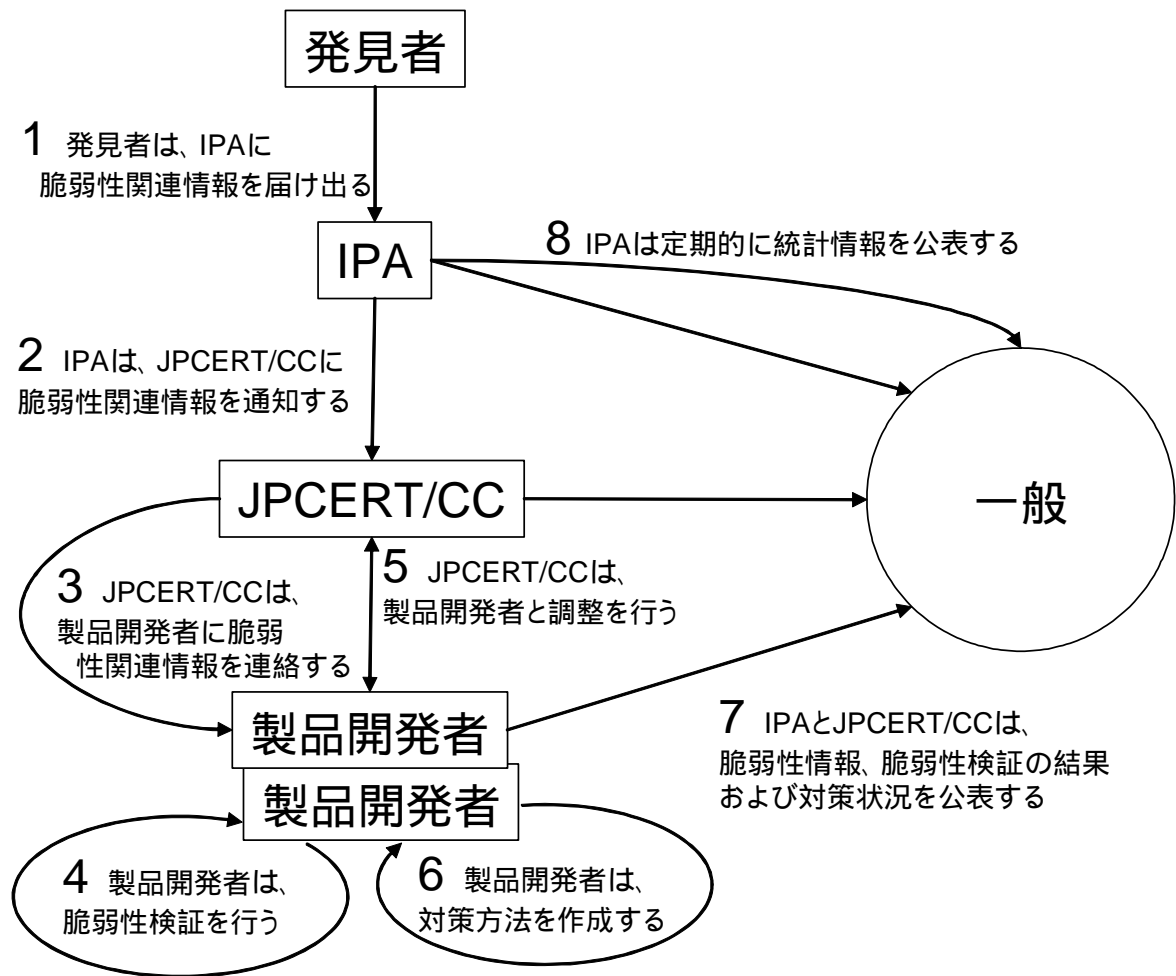 発見者
1 発見者は、IPAに
脆弱性関連情報を届け出る
IPA
8 IPAは定期的に統計情報を公表する
2 IPAは、JPCERT/CCに
脆弱性関連情報を通知する
JPCERT/CC
一般
3 JPCERT/CCは、
製品開発者に脆弱
性関連情報を連絡する
5 JPCERT/CCは、
製品開発者と調整を行う
製品開発者
製品開発者
7 IPAとJPCERT/CCは、
脆弱性情報、脆弱性検証の結果
および対策状況を公表する
4 製品開発者は、
脆弱性検証を行う
6 製品開発者は、
対策方法を作成する